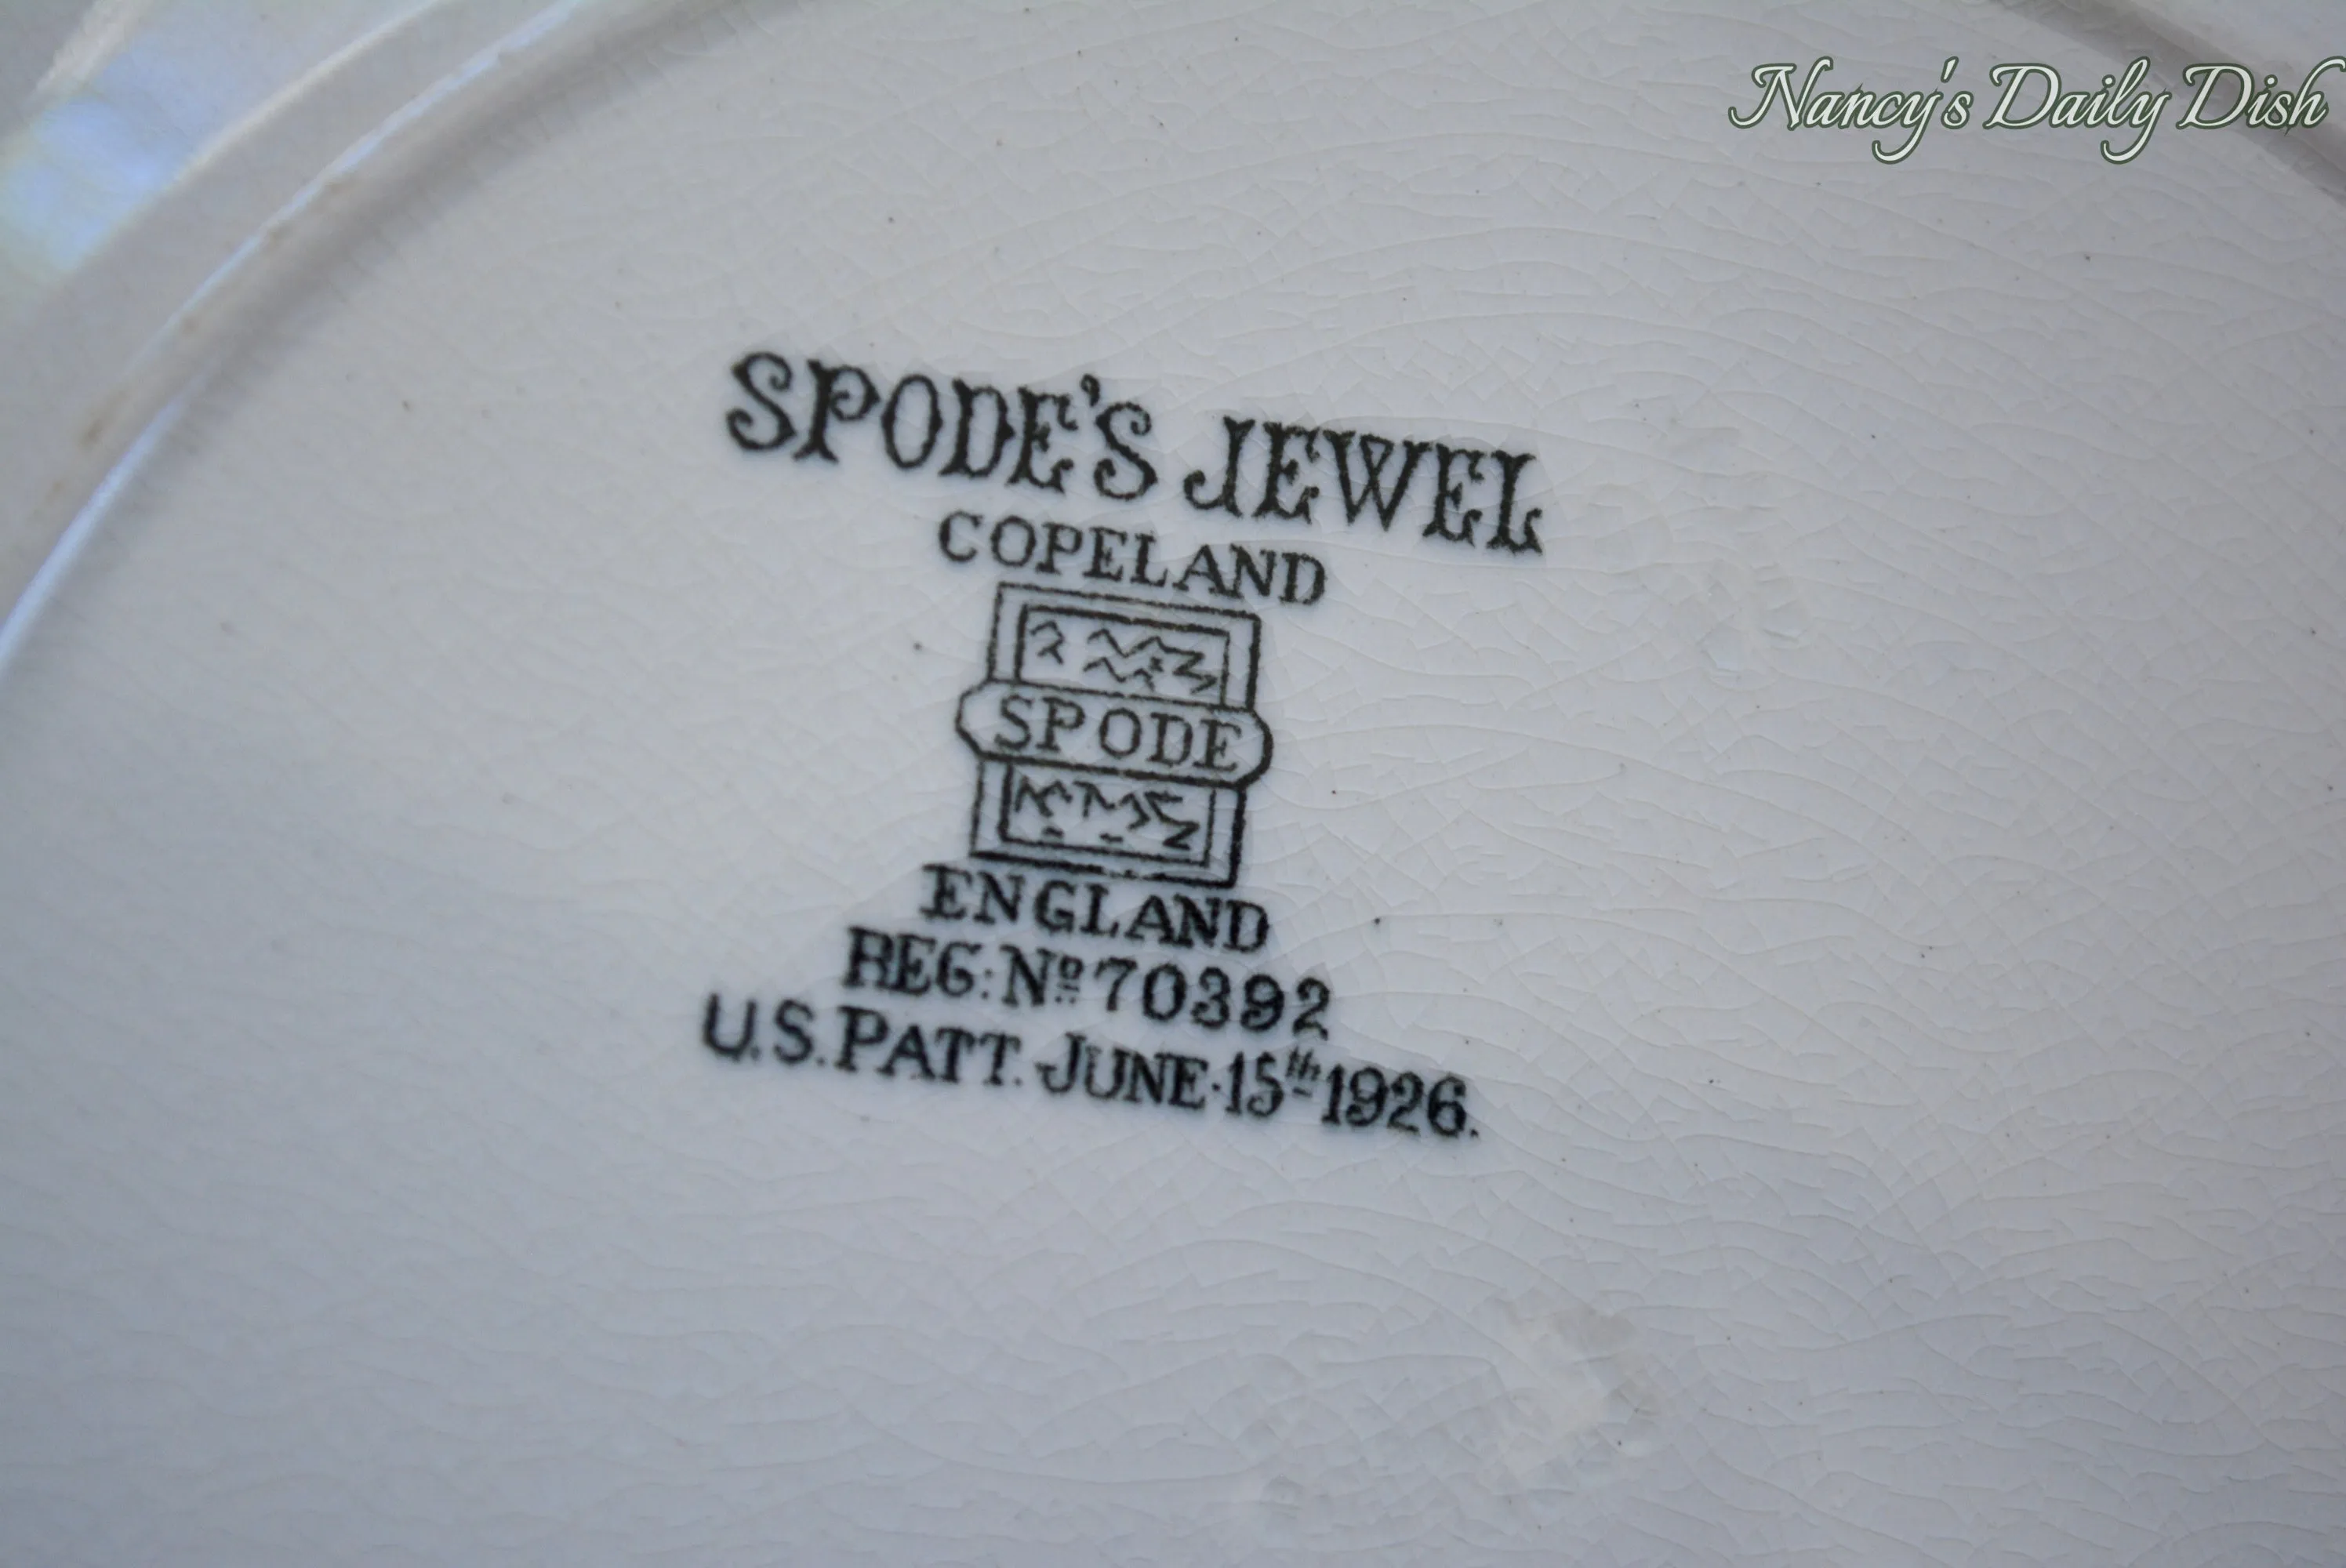 Nancy's Daily Dish
SPODE'S JEWEL
COPELAND
SPODE
ENGLAND
REG: Nº 70392
U.S. PATT. JUNE·15th 1926.